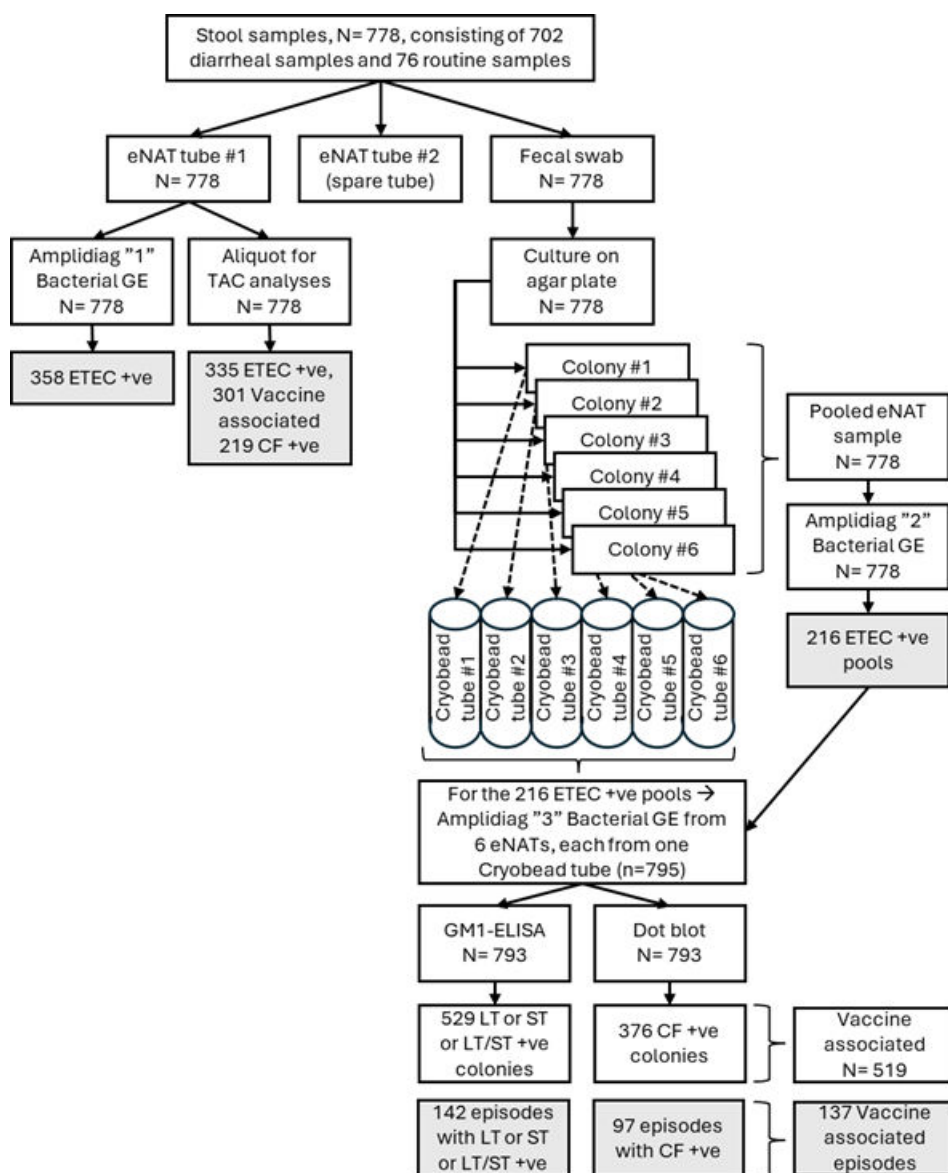 Stool samples, N= 778, consisting of 702
diarrheal samples and 76 routine samples
eNAT tube #1
N= 778
eNAT tube #2
(spare tube)
Fecal swab
N= 778
Amplidiag ”1”
Bacterial GE
N= 778
Aliquot for
TAC analyses
N= 778
Culture on
agar plate
N= 778
358 ETEC +ve
335 ETEC +ve,
301 Vaccine
associated
219 CF +ve
Colony #1
Colony #2
Colony #3
Colony #4
Colony #5
Colony #6
Pooled eNAT
sample
N= 778
Amplidiag ”2”
Bacterial GE
N= 778
216 ETEC +ve
pools
Cryobead
tube #1
Cryobead
tube #2
Cryobead
tube #3
Cryobead
tube #4
Cryobead
tube #5
Cryobead
tube #6
For the 216 ETEC +ve pools →
Amplidiag ”3” Bacterial GE from
6 eNATs, each from one
Cryobead tube (n=795)
GM1-ELISA
N= 793
Dot blot
N= 793
529 LT or ST
or LT/ST +ve
colonies
376 CF +ve
colonies
Vaccine
associated
N= 519
142 episodes
with LT or ST
or LT/ST +ve
97 episodes
with CF +ve
137 Vaccine
associated
episodes